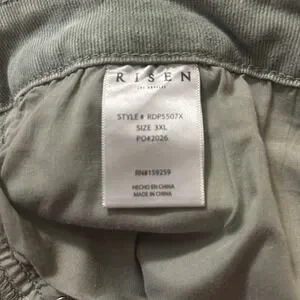 RISEN
LOS ANGELES
STYLE # RDP5507X
SIZE 3XL
PO#2026
RN#159259
HECHO EN CHINA
MADE IN CHINA